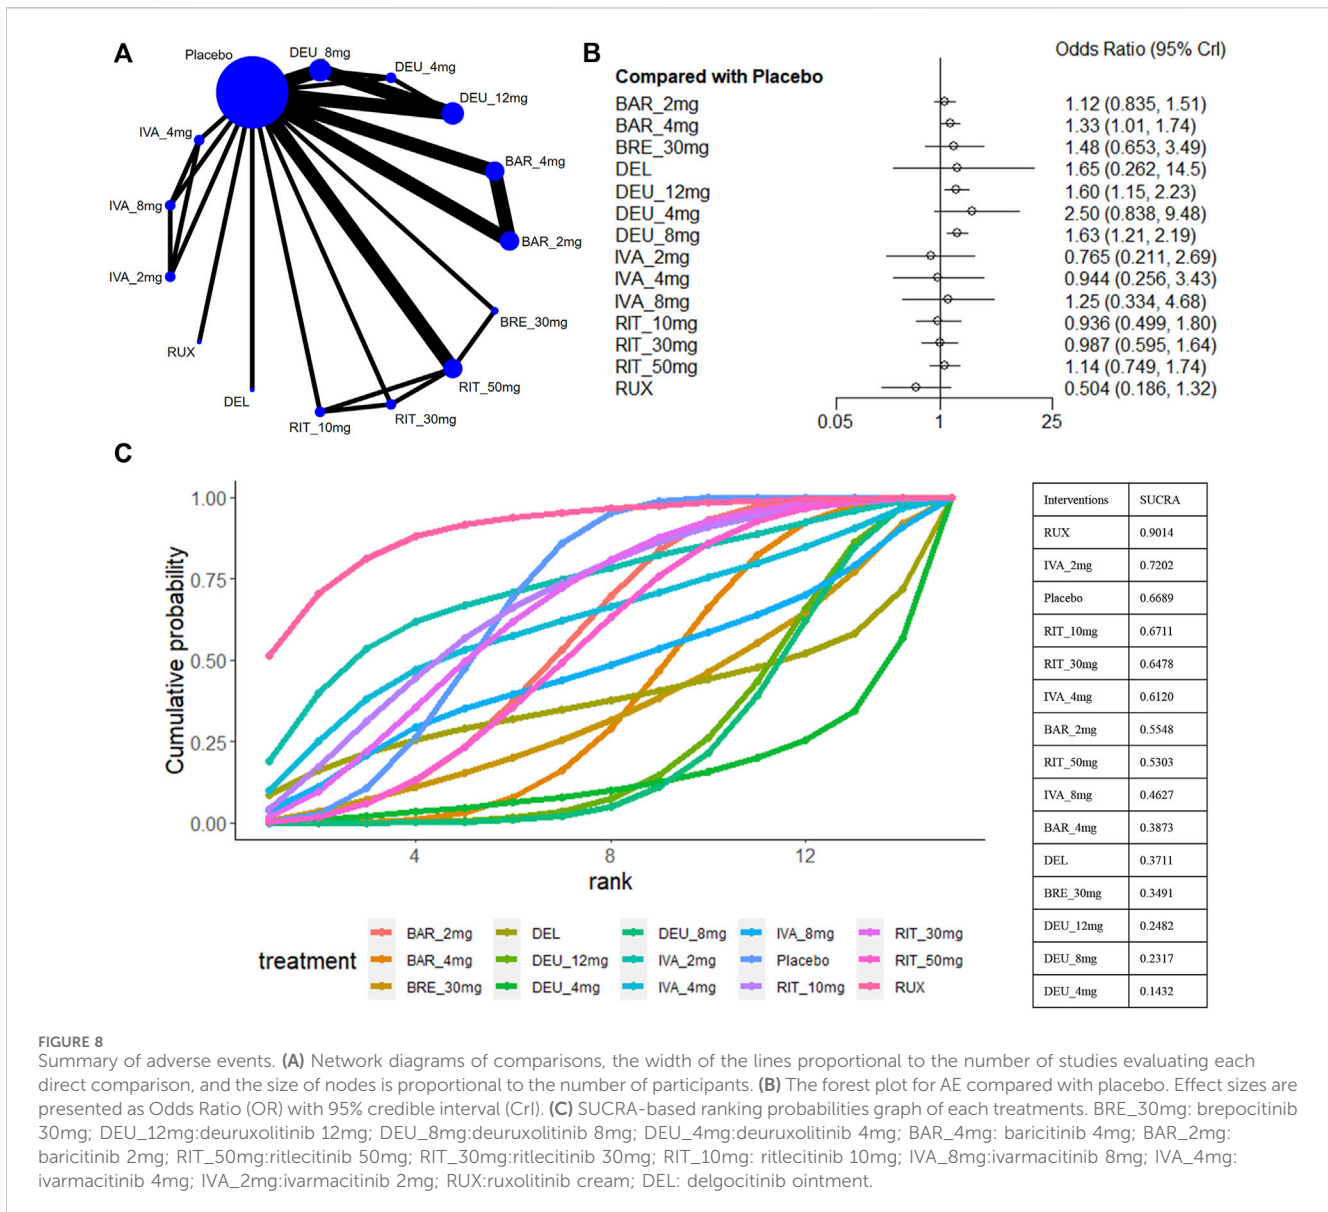 A
Placebo
DEU_8mg
DEU_4mg
DEU_12mg
IVA_4mg
BAR_4mg
IVA_8mg
BAR_2mg
IVA_2mg
BRE_30mg
RUX
RIT_50mg
DEL
RIT_30mg
RIT_10mg
B
Odds Ratio (95% CrI)
Compared with Placebo
BAR_2mg 1.12 (0.835, 1.51)
BAR_4mg 1.33 (1.01, 1.74)
BRE_30mg 1.48 (0.653, 3.49)
DEL 1.65 (0.262, 14.5)
DEU_12mg 1.60 (1.15, 2.23)
DEU_4mg 2.50 (0.838, 9.48)
DEU_8mg 1.63 (1.21, 2.19)
IVA_2mg 0.765 (0.211, 2.69)
IVA_4mg 0.944 (0.256, 3.43)
IVA_8mg 1.25 (0.334, 4.68)
RIT_10mg 0.936 (0.499, 1.80)
RIT_30mg 0.987 (0.595, 1.64)
RIT_50mg 1.14 (0.749, 1.74)
RUX 0.504 (0.186, 1.32)
0.05 1 25
C
Cumulative probability
1.00
0.75
0.50
0.25
0.00
4 8 12
rank
treatment
BAR_2mg DEL DEU_8mg IVA_8mg RIT_30mg
BAR_4mg DEU_12mg IVA_2mg Placebo RIT_50mg
BRE_30mg DEU_4mg IVA_4mg RIT_10mg RUX
Interventions SUCRA
RUX 0.9014
IVA_2mg 0.7202
Placebo 0.6689
RIT_10mg 0.6711
RIT_30mg 0.6478
IVA_4mg 0.6120
BAR_2mg 0.5548
RIT_50mg 0.5303
IVA_8mg 0.4627
BAR_4mg 0.3873
DEL 0.3711
BRE_30mg 0.3491
DEU_12mg 0.2482
DEU_8mg 0.2317
DEU_4mg 0.1432
FIGURE 8
Summary of adverse events. (A) Network diagrams of comparisons, the width of the lines proportional to the number of studies evaluating each
direct comparison, and the size of nodes is proportional to the number of participants. (B) The forest plot for AE compared with placebo. Effect sizes are
presented as Odds Ratio (OR) with 95% credible interval (CrI). (C) SUCRA-based ranking probabilities graph of each treatments. BRE_30mg: brepocitinib
30mg; DEU_12mg:deuruxolitinib 12mg; DEU_8mg:deuruxolitinib 8mg; DEU_4mg:deuruxolitinib 4mg; BAR_4mg: baricitinib 4mg; BAR_2mg:
baricitinib 2mg; RIT_50mg:ritlecitinib 50mg; RIT_30mg:ritlecitinib 30mg; RIT_10mg: ritlecitinib 10mg; IVA_8mg:ivarmacitinib 8mg; IVA_4mg:
ivarmacitinib 4mg; IVA_2mg:ivarmacitinib 2mg; RUX:ruxolitinib cream; DEL: delgocitinib ointment.